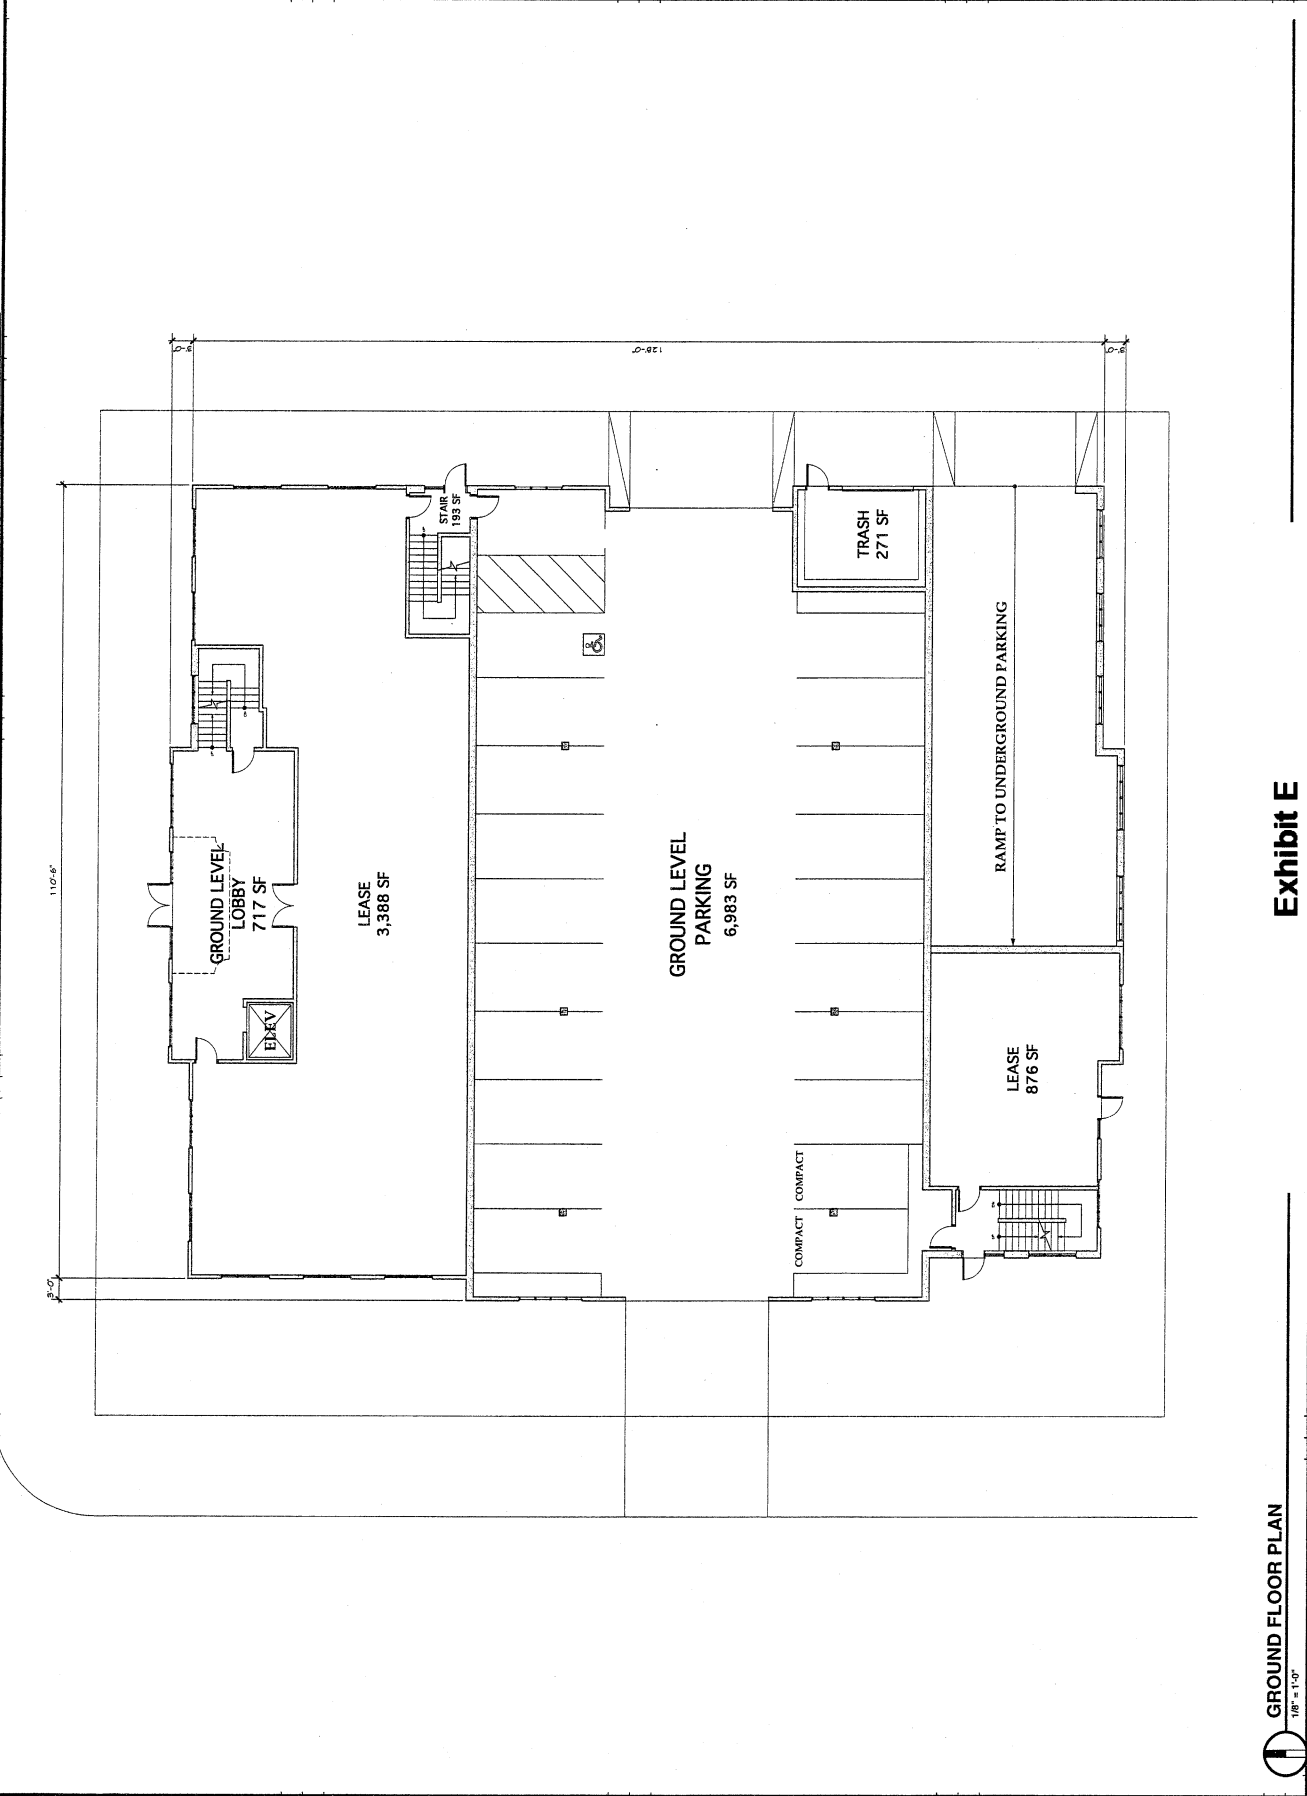 110'-6"
3'-0"
3'-0"
128'-0"
3'-0"
GROUND LEVEL
LOBBY
717 SF
ELEV
LEASE
3,388 SF
STAIR
193 SF
GROUND LEVEL
PARKING
6,983 SF
COMPACT
COMPACT
TRASH
271 SF
RAMP TO UNDERGROUND PARKING
LEASE
876 SF
Exhibit E
GROUND FLOOR PLAN
1/8" = 1'-0"